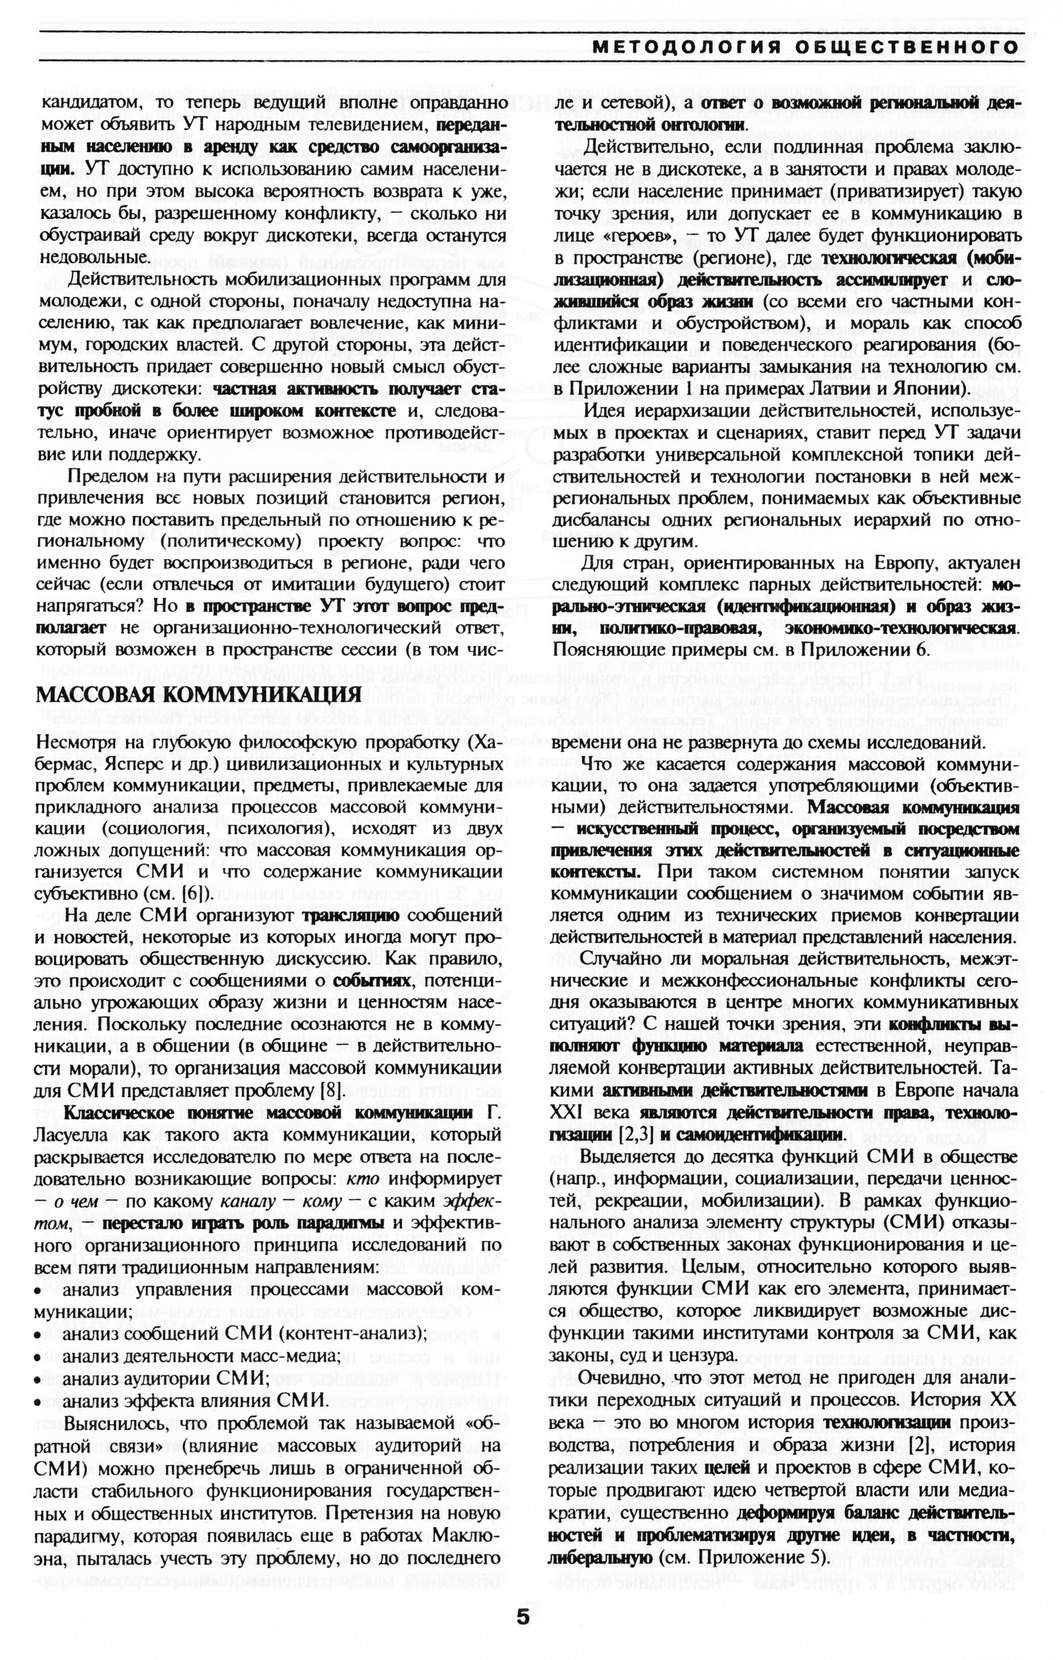 МЕТОДОЛОГИЯ ОБЩЕСТВЕННОГО
кандидатом, то теперь ведущий вполне оправданно
может объявить УТ народным телевидением, передан-
ным населению в аренду как средство самоорганиза-
ции. УТ доступно к использованию самим населени-
ем, но при этом высока вероятность возврата к уже,
казалось бы, разрешенному конфликту, — сколько ни
обустраивай среду вокруг дискотеки, всегда останутся
недовольные.
Действительность мобилизационных программ для
молодежи, с одной стороны, поначалу недоступна на-
селению, так как предполагает вовлечение, как мини-
мум, городских властей. С другой стороны, эта дейст-
вительность придает совершенно новый смысл обуст-
ройству дискотеки: частная активность получает ста-
тус пробной в более широком контексте и, следова-
тельно, иначе ориентирует возможное противодейст-
вие или поддержку.
Пределом на пути расширения действительности и
привлечения все новых позиций становится регион,
где можно поставить предельный по отношению к ре-
гиональному (политическому) проекту вопрос: что
именно будет воспроизводиться в регионе, ради чего
сейчас (если отвлечься от имитации будущего) стоит
напрягаться? Но в пространстве УТ этот вопрос пред-
полагает не организационно-технологический ответ,
который возможен в пространстве сессии (в том чис-
ле и сетевой), а ответ о возможной региональной дея-
тельностной онтологии.
Действительно, если подлинная проблема заклю-
чается не в дискотеке, а в занятости и правах молоде-
жи; если население принимает (приватизирует) такую
точку зрения, или допускает ее в коммуникацию в
лице «героев», — то УТ далее будет функционировать
в пространстве (регионе), где технологическая (моби-
лизационная) действительность ассимилирует и сло-
жившийся образ жизни (со всеми его частными кон-
фликтами и обустройством), и мораль как способ
идентификации и поведенческого реагирования (бо-
лее сложные варианты замыкания на технологию см.
в Приложении 1 на примерах Латвии и Японии).
Идея иерархизации действительностей, используе-
мых в проектах и сценариях, ставит перед УТ задачи
разработки универсальной комплексной топики дей-
ствительностей и технологии постановки в ней меж-
региональных проблем, понимаемых как объективные
дисбалансы одних региональных иерархий по отно-
шению к другим.
Для стран, ориентированных на Европу, актуален
следующий комплекс парных действительностей: мо-
рально-этническая (идентификационная) и образ жиз-
ни, политико-правовая, экономико-технологическая.
Поясняющие примеры см. в Приложении 6.
МАССОВАЯ КОММУНИКАЦИЯ
Несмотря на глубокую философскую проработку (Ха-
бермас, Ясперс и др.) цивилизационных и культурных
проблем коммуникации, предметы, привлекаемые для
прикладного анализа процессов массовой коммуни-
кации (социология, психология), исходят из двух
ложных допущений: что массовая коммуникация ор-
ганизуется СМИ и что содержание коммуникации
субъективно (см. [6]).
На деле СМИ организуют трансляцию сообщений
и новостей, некоторые из которых иногда могут про-
воцировать общественную дискуссию. Как правило,
это происходит с сообщениями о событиях, потенци-
ально угрожающих образу жизни и ценностям насе-
ления. Поскольку последние осознаются не в комму-
никации, а в общении (в общине — в действительно-
сти морали), то организация массовой коммуникации
для СМИ представляет проблему [8].
Классическое понятие массовой коммуникации Г.
Ласуелла как такого акта коммуникации, который
раскрывается исследователю по мере ответа на после-
довательно возникающие вопросы: кто информирует
— о чем — по какому каналу — кому — с каким эффек-
том, — перестало играть роль парадигмы и эффектив-
ного организационного принципа исследований по
всем пяти традиционным направлениям:
• анализ управления процессами массовой ком-
муникации;
• анализ сообщений СМИ (контент-анализ);
• анализ деятельности масс-медиа;
• анализ аудитории СМИ;
• анализ эффекта влияния СМИ.
Выяснилось, что проблемой так называемой «об-
ратной связи» (влияние массовых аудиторий на
СМИ) можно пренебречь лишь в ограниченной об-
ласти стабильного функционирования государствен-
ных и общественных институтов. Претензия на новую
парадигму, которая появилась еще в работах Маклю-
эна, пыталась учесть эту проблему, но до последнего
времени она не развернута до схемы исследований.
Что же касается содержания массовой коммуни-
кации, то она задается употребляющими (объектив-
ными) действительностями. Массовая коммуникация
— искусственный процесс, организуемый посредством
привлечения этих действительностей в ситуационные
контексты. При таком системном понятии запуск
коммуникации сообщением о значимом событии яв-
ляется одним из технических приемов конвертации
действительностей в материал представлений населения.
Случайно ли моральная действительность, межэт-
нические и межконфессиональные конфликты сего-
дня оказываются в центре многих коммуникативных
ситуаций? С нашей точки зрения, эти конфликты вы-
полняют функцию материала естественной, неуправ-
ляемой конвертации активных действительностей. Та-
кими активными действительностями в Европе начала
XXI века являются действительности права, техноло-
гизации [2,3] и самоидентификации.
Выделяется до десятка функций СМИ в обществе
(напр., информации, социализации, передачи ценнос-
тей, рекреации, мобилизации). В рамках функцио-
нального анализа элементу структуры (СМИ) отказы-
вают в собственных законах функционирования и це-
лей развития. Целым, относительно которого выяв-
ляются функции СМИ как его элемента, принимает-
ся общество, которое ликвидирует возможные дис-
функции такими институтами контроля за СМИ, как
законы, суд и цензура.
Очевидно, что этот метод не пригоден для анали-
тики переходных ситуаций и процессов. История XX
века — это во многом история технологизации произ-
водства, потребления и образа жизни [2], история
реализации таких целей и проектов в сфере СМИ, ко-
торые продвигают идею четвертой власти или медиа-
кратии, существенно деформируя баланс действитель-
ностей и проблематизируя другие идеи, в частности,
либеральную (см. Приложение 5).
5